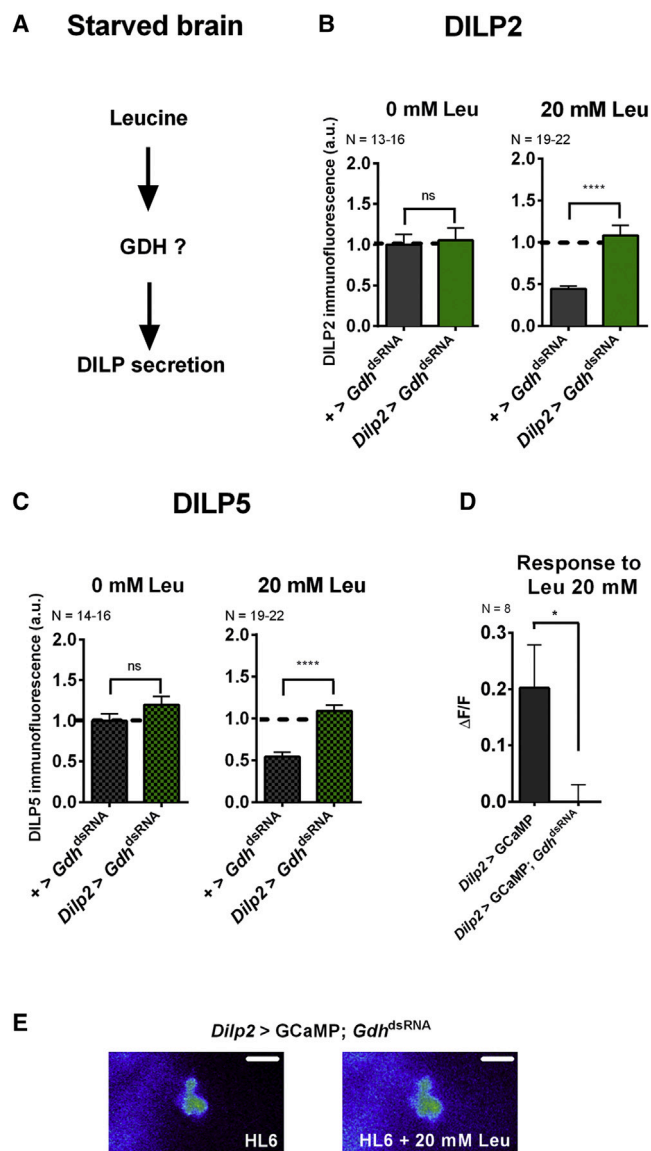 A Starved brain
Leucine
GDH ?
DILP secretion
B DILP2
0 mM Leu
N = 13-16
DILP2 immunofluorescence (a.u.)
2.0
1.5
1.0
0.5
0.0
ns
+ > Gdh dsRNA
Dilp2 > Gdh dsRNA
20 mM Leu
N = 19-22
2.0
1.5
1.0
0.5
0.0
****
+ > Gdh dsRNA
Dilp2 > Gdh dsRNA
C DILP5
0 mM Leu
N = 14-16
DILP5 immunofluorescence (a.u.)
2.0
1.5
1.0
0.5
0.0
ns
+ > Gdh dsRNA
Dilp2 > Gdh dsRNA
20 mM Leu
N = 19-22
2.0
1.5
1.0
0.5
0.0
****
+ > Gdh dsRNA
Dilp2 > Gdh dsRNA
D
Response to
Leu 20 mM
N = 8
*
ΔF/F
0.3
0.2
0.1
0.0
Dilp2 > GCaMP
Dilp2 > GCaMP; Gdh dsRNA
E
Dilp2 > GCaMP; Gdh dsRNA
HL6
HL6 + 20 mM Leu